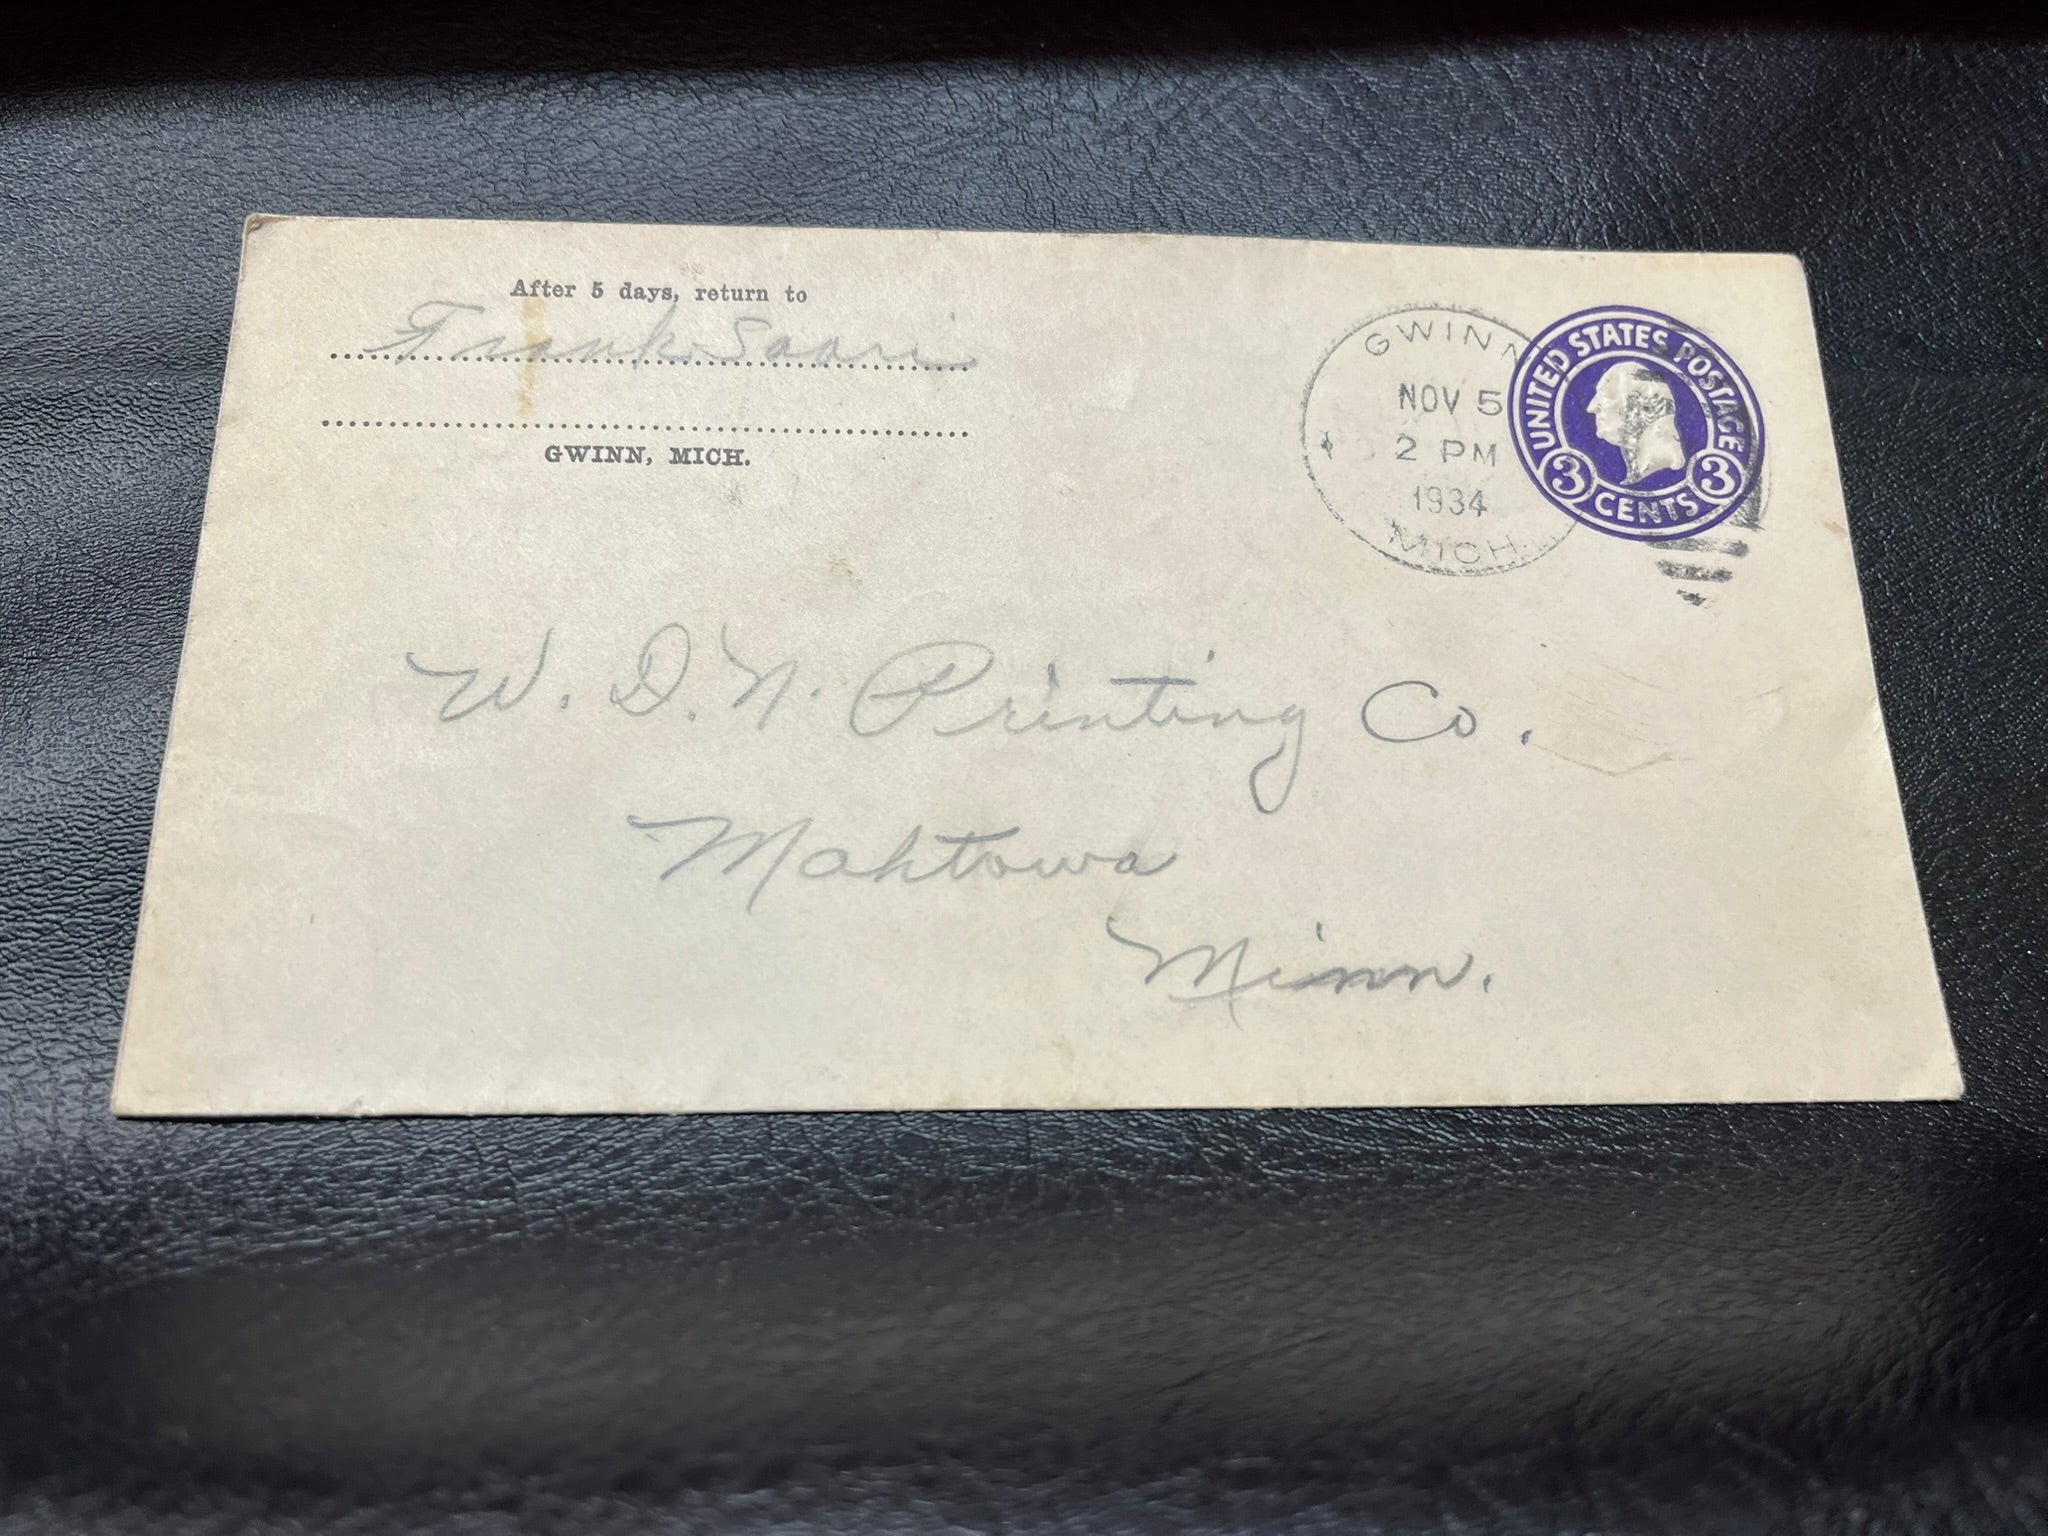 After 5 days, return to
Frank Saari
GWINN, MICH.
GWINN
NOV 5
2 PM
1934
MICH.
UNITED STATES POSTAGE
3 CENTS 3
W. D. N. Printing Co.
Mahtowa
Minn.